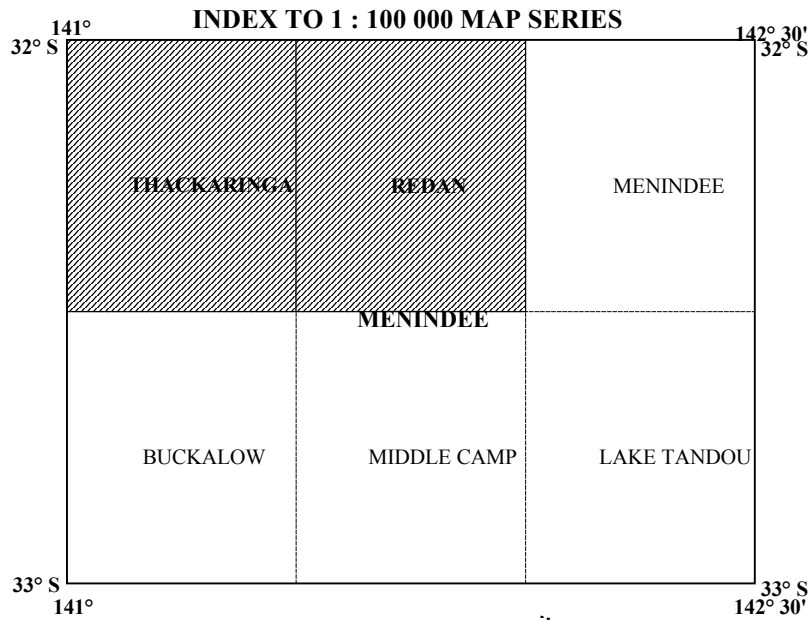 INDEX TO 1 : 100 000 MAP SERIES
141° 142° 30'
32° S 32° S
THACKARINGA REDAN MENINDEE
MENINDEE
BUCKALOW MIDDLE CAMP LAKE TANDOU
33° S 33° S
141° 142° 30'